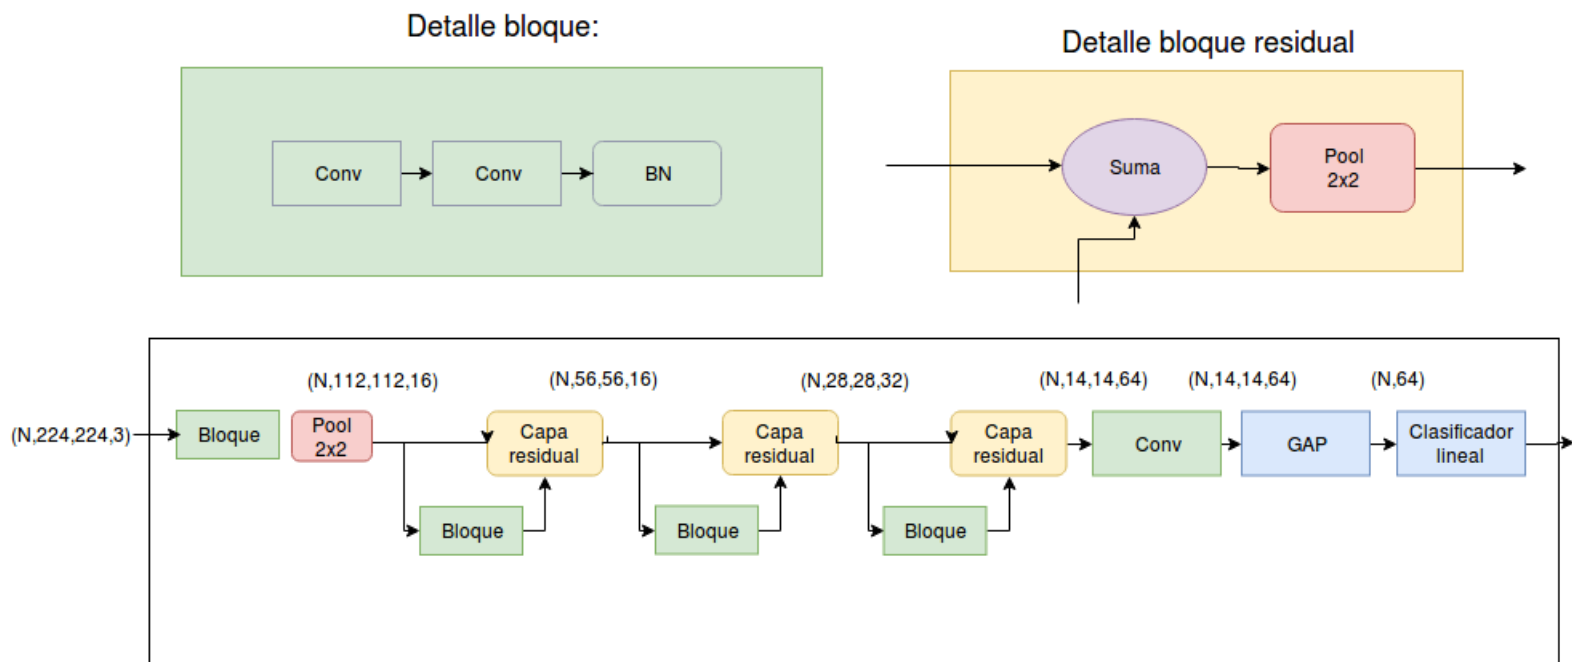 Detalle bloque:
Detalle bloque residual
Conv
Conv
BN
Suma
Pool
2x2
(N,112,112,16)
(N,56,56,16)
(N,28,28,32)
(N,14,14,64)
(N,14,14,64)
(N,64)
(N,224,224,3)
Bloque
Pool
2x2
Capa
residual
Capa
residual
Capa
residual
Conv
GAP
Clasificador
lineal
Bloque
Bloque
Bloque